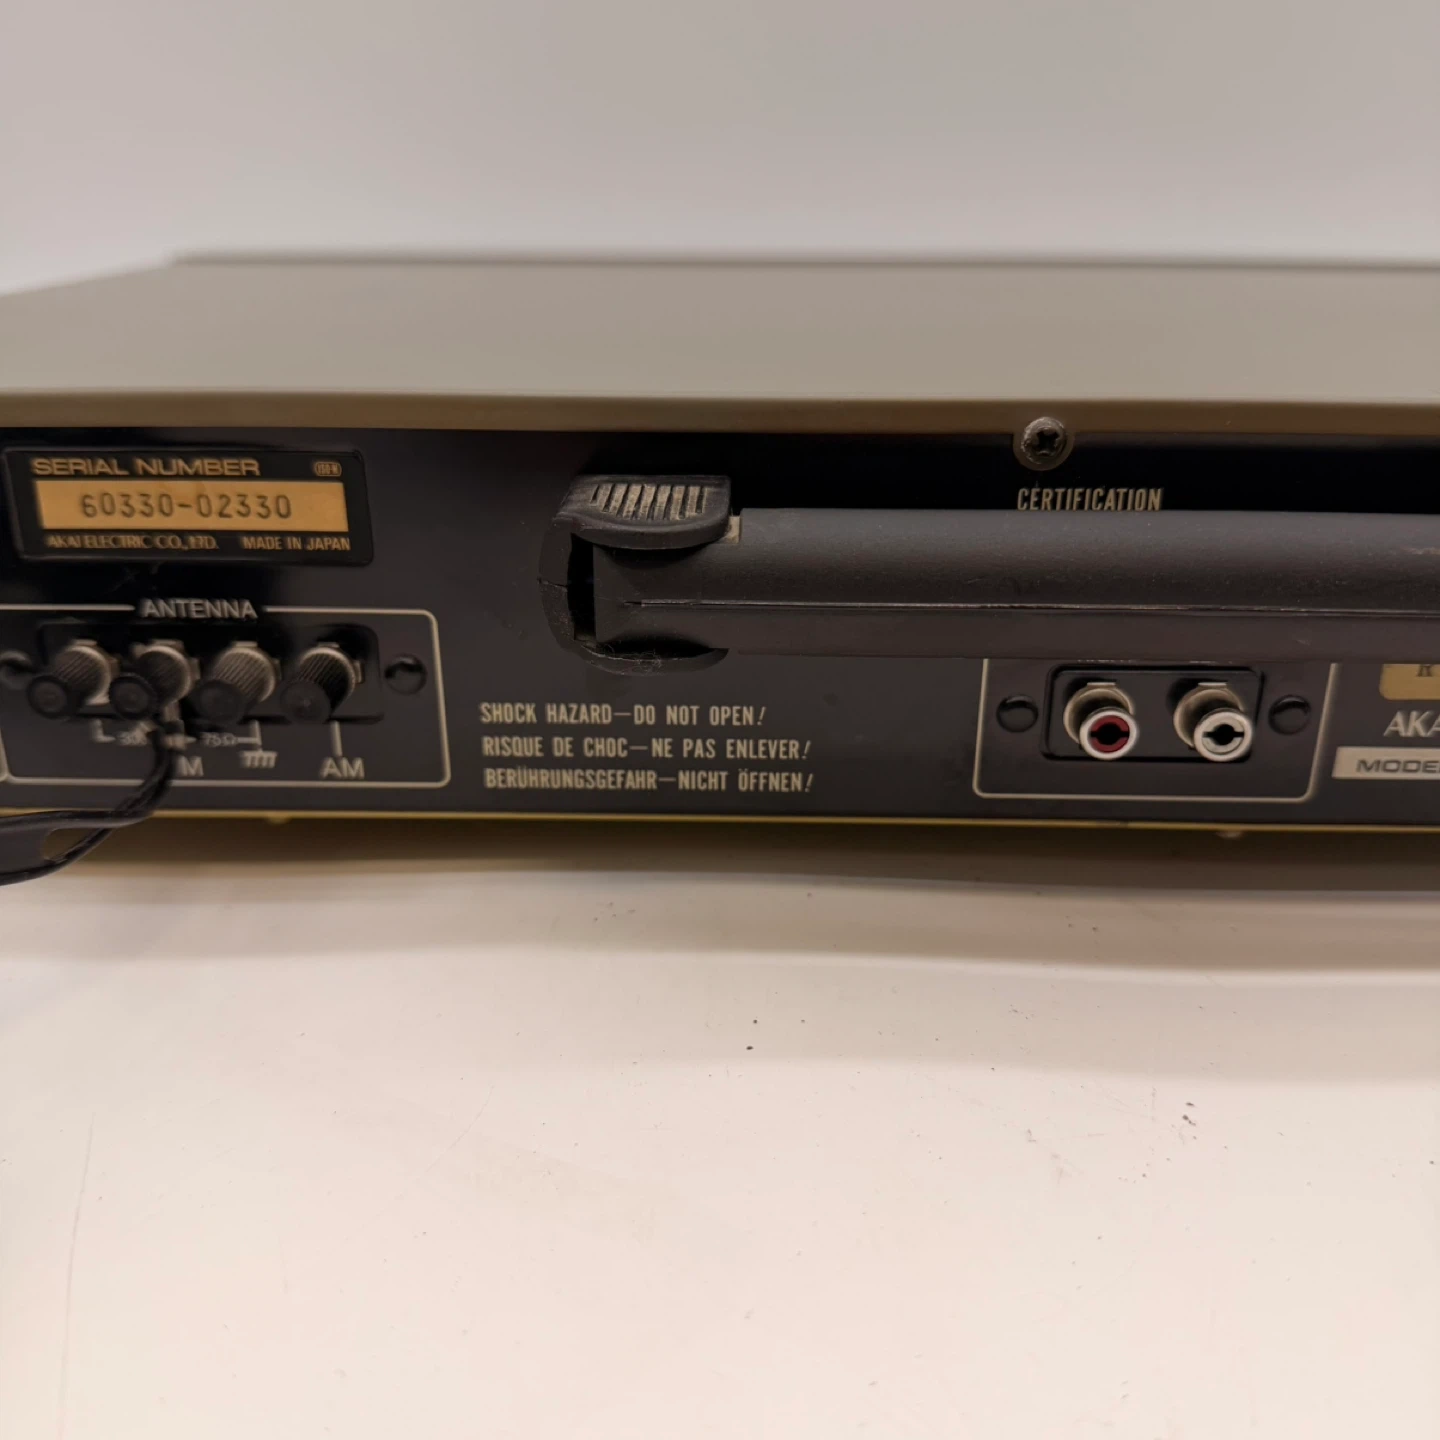 SERIAL NUMBER
60330-02330
AKAI ELECTRIC CO., LTD. MADE IN JAPAN
CERTIFICATION
ANTENNA
75Ω
AM
SHOCK HAZARD—DO NOT OPEN!
RISQUE DE CHOC—NE PAS ENLEVER!
BERÜHRUNGSGEFAHR—NICHT ÖFFNEN!